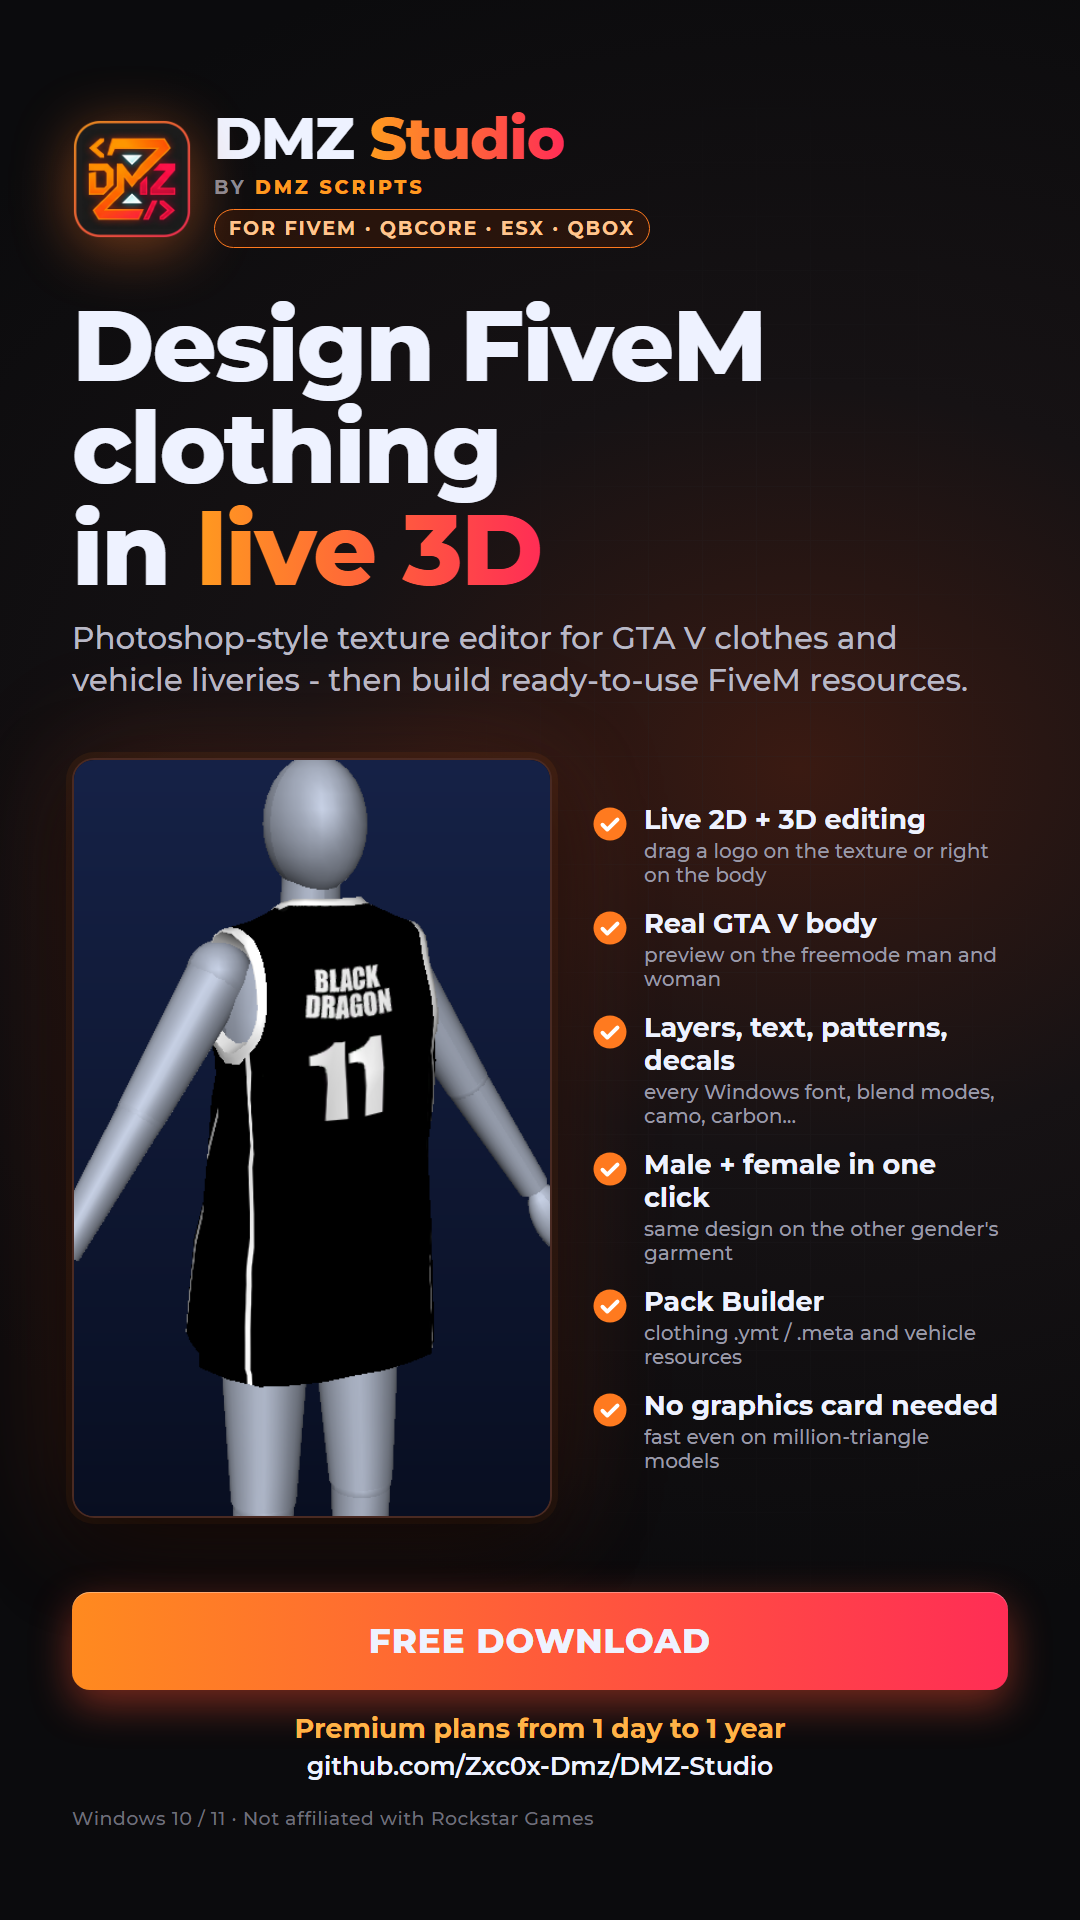 <
DMZ
/>
DMZ Studio
BY DMZ SCRIPTS
FOR FIVEM · QBCORE · ESX · QBOX
Design FiveM
clothing
in live 3D
Photoshop-style texture editor for GTA V clothes and
vehicle liveries - then build ready-to-use FiveM resources.
BLACK
DRAGON
11
Live 2D + 3D editing
drag a logo on the texture or right
on the body
Real GTA V body
preview on the freemode man and
woman
Layers, text, patterns,
decals
every Windows font, blend modes,
camo, carbon...
Male + female in one
click
same design on the other gender's
garment
Pack Builder
clothing .ymt / .meta and vehicle
resources
No graphics card needed
fast even on million-triangle
models
FREE DOWNLOAD
Premium plans from 1 day to 1 year
github.com/Zxc0x-Dmz/DMZ-Studio
Windows 10 / 11 · Not affiliated with Rockstar Games